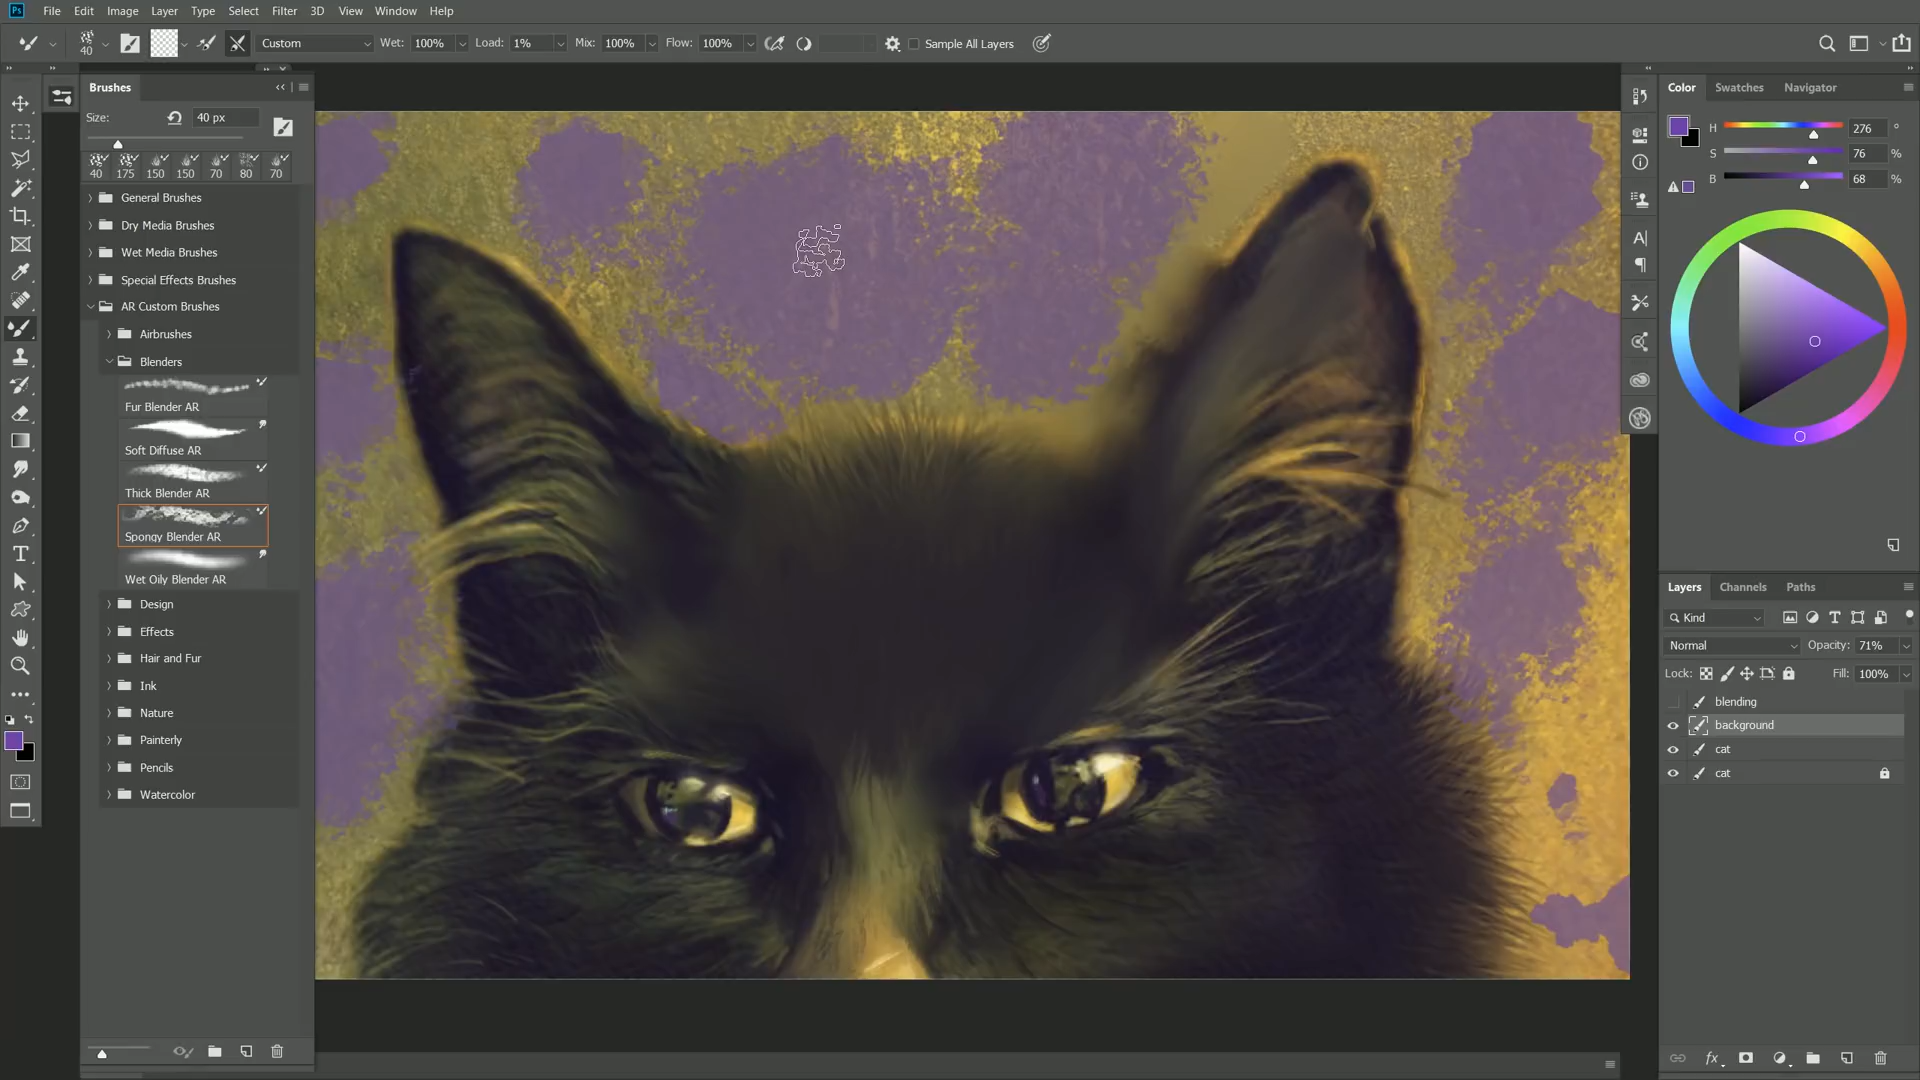 Ps File Edit Image Layer Type Select Filter 3D View Window Help
40 Custom Wet: 100% Load: 1% Mix: 100% Flow: 100% Sample All Layers
Brushes
Size: 40 px
40 175 150 150 70 80 70
General Brushes
Dry Media Brushes
Wet Media Brushes
Special Effects Brushes
AR Custom Brushes
Airbrushes
Blenders
Fur Blender AR
Soft Diffuse AR
Thick Blender AR
Spongy Blender AR
Wet Oily Blender AR
Design
Effects
Hair and Fur
Ink
Nature
Painterly
Pencils
Watercolor
Color Swatches Navigator
H 276 °
S 76 %
B 68 %
Layers Channels Paths
Kind
Normal Opacity: 71%
Lock: Fill: 100%
blending
background
cat
cat
fx